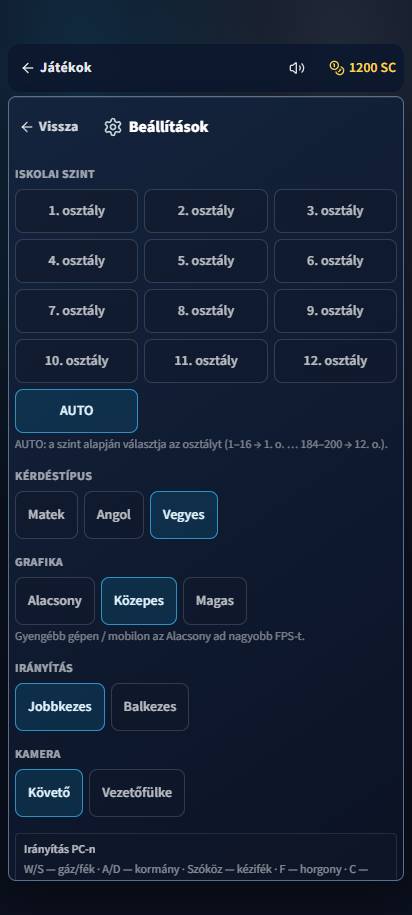 Játékok
1200 SC
Vissza
Beállítások
ISKOLAI SZINT
1. osztály
2. osztály
3. osztály
4. osztály
5. osztály
6. osztály
7. osztály
8. osztály
9. osztály
10. osztály
11. osztály
12. osztály
AUTO
AUTO: a szint alapján választja az osztályt (1–16 → 1. o. … 184–200 → 12. o.).
KÉRDÉSTÍPUS
Matek
Angol
Vegyes
GRAFIKA
Alacsony
Közepes
Magas
Gyengébb gépen / mobilon az Alacsony ad nagyobb FPS-t.
IRÁNYÍTÁS
Jobbkezes
Balkezes
KAMERA
Követő
Vezetőfülke
Irányítás PC-n
W/S — gáz/fék · A/D — kormány · Szóköz — kézifék · F — horgony · C —